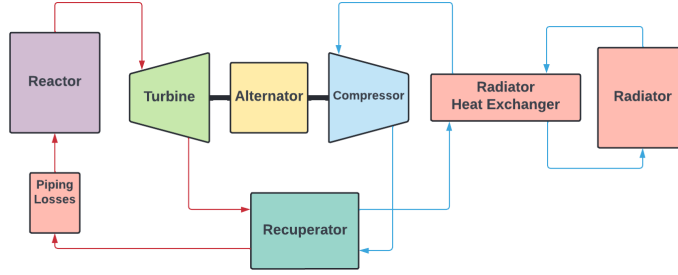 Reactor
Turbine
Alternator
Compressor
Radiator
Heat Exchanger
Radiator
Piping
Losses
Recuperator